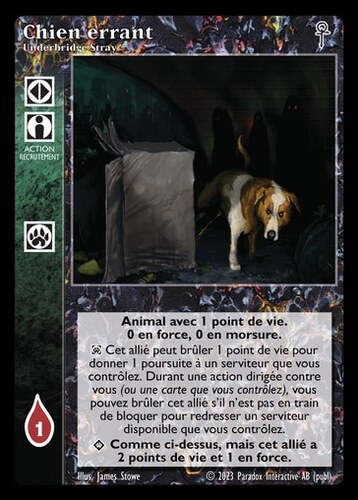 Chien errant
Underbridge Stray
ACTION
RECRUTEMENT
Animal avec 1 point de vie.
0 en force, 0 en morsure.
Cet allié peut brûler 1 point de vie pour
donner 1 poursuite à un serviteur que vous
contrôlez. Durant une action dirigée contre
vous (ou une carte que vous contrôlez), vous
pouvez brûler cet allié s'il n'est pas en train
de bloquer pour redresser un serviteur
disponible que vous contrôlez.
Comme ci-dessus, mais cet allié a
2 points de vie et 1 en force.
1
Illus. James Stowe
© 2023 Paradox Interactive AB (publ)